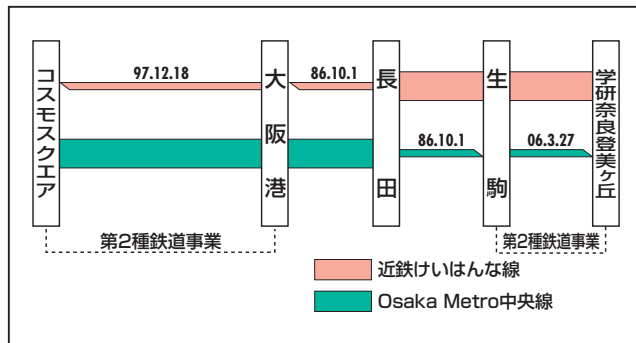 97.12.18
86.10.1
コスモスクエア
大阪港
長田
生駒
学研奈良登美ヶ丘
86.10.1
06.3.27
第2種鉄道事業
第2種鉄道事業
近鉄けいはんな線
Osaka Metro中央線